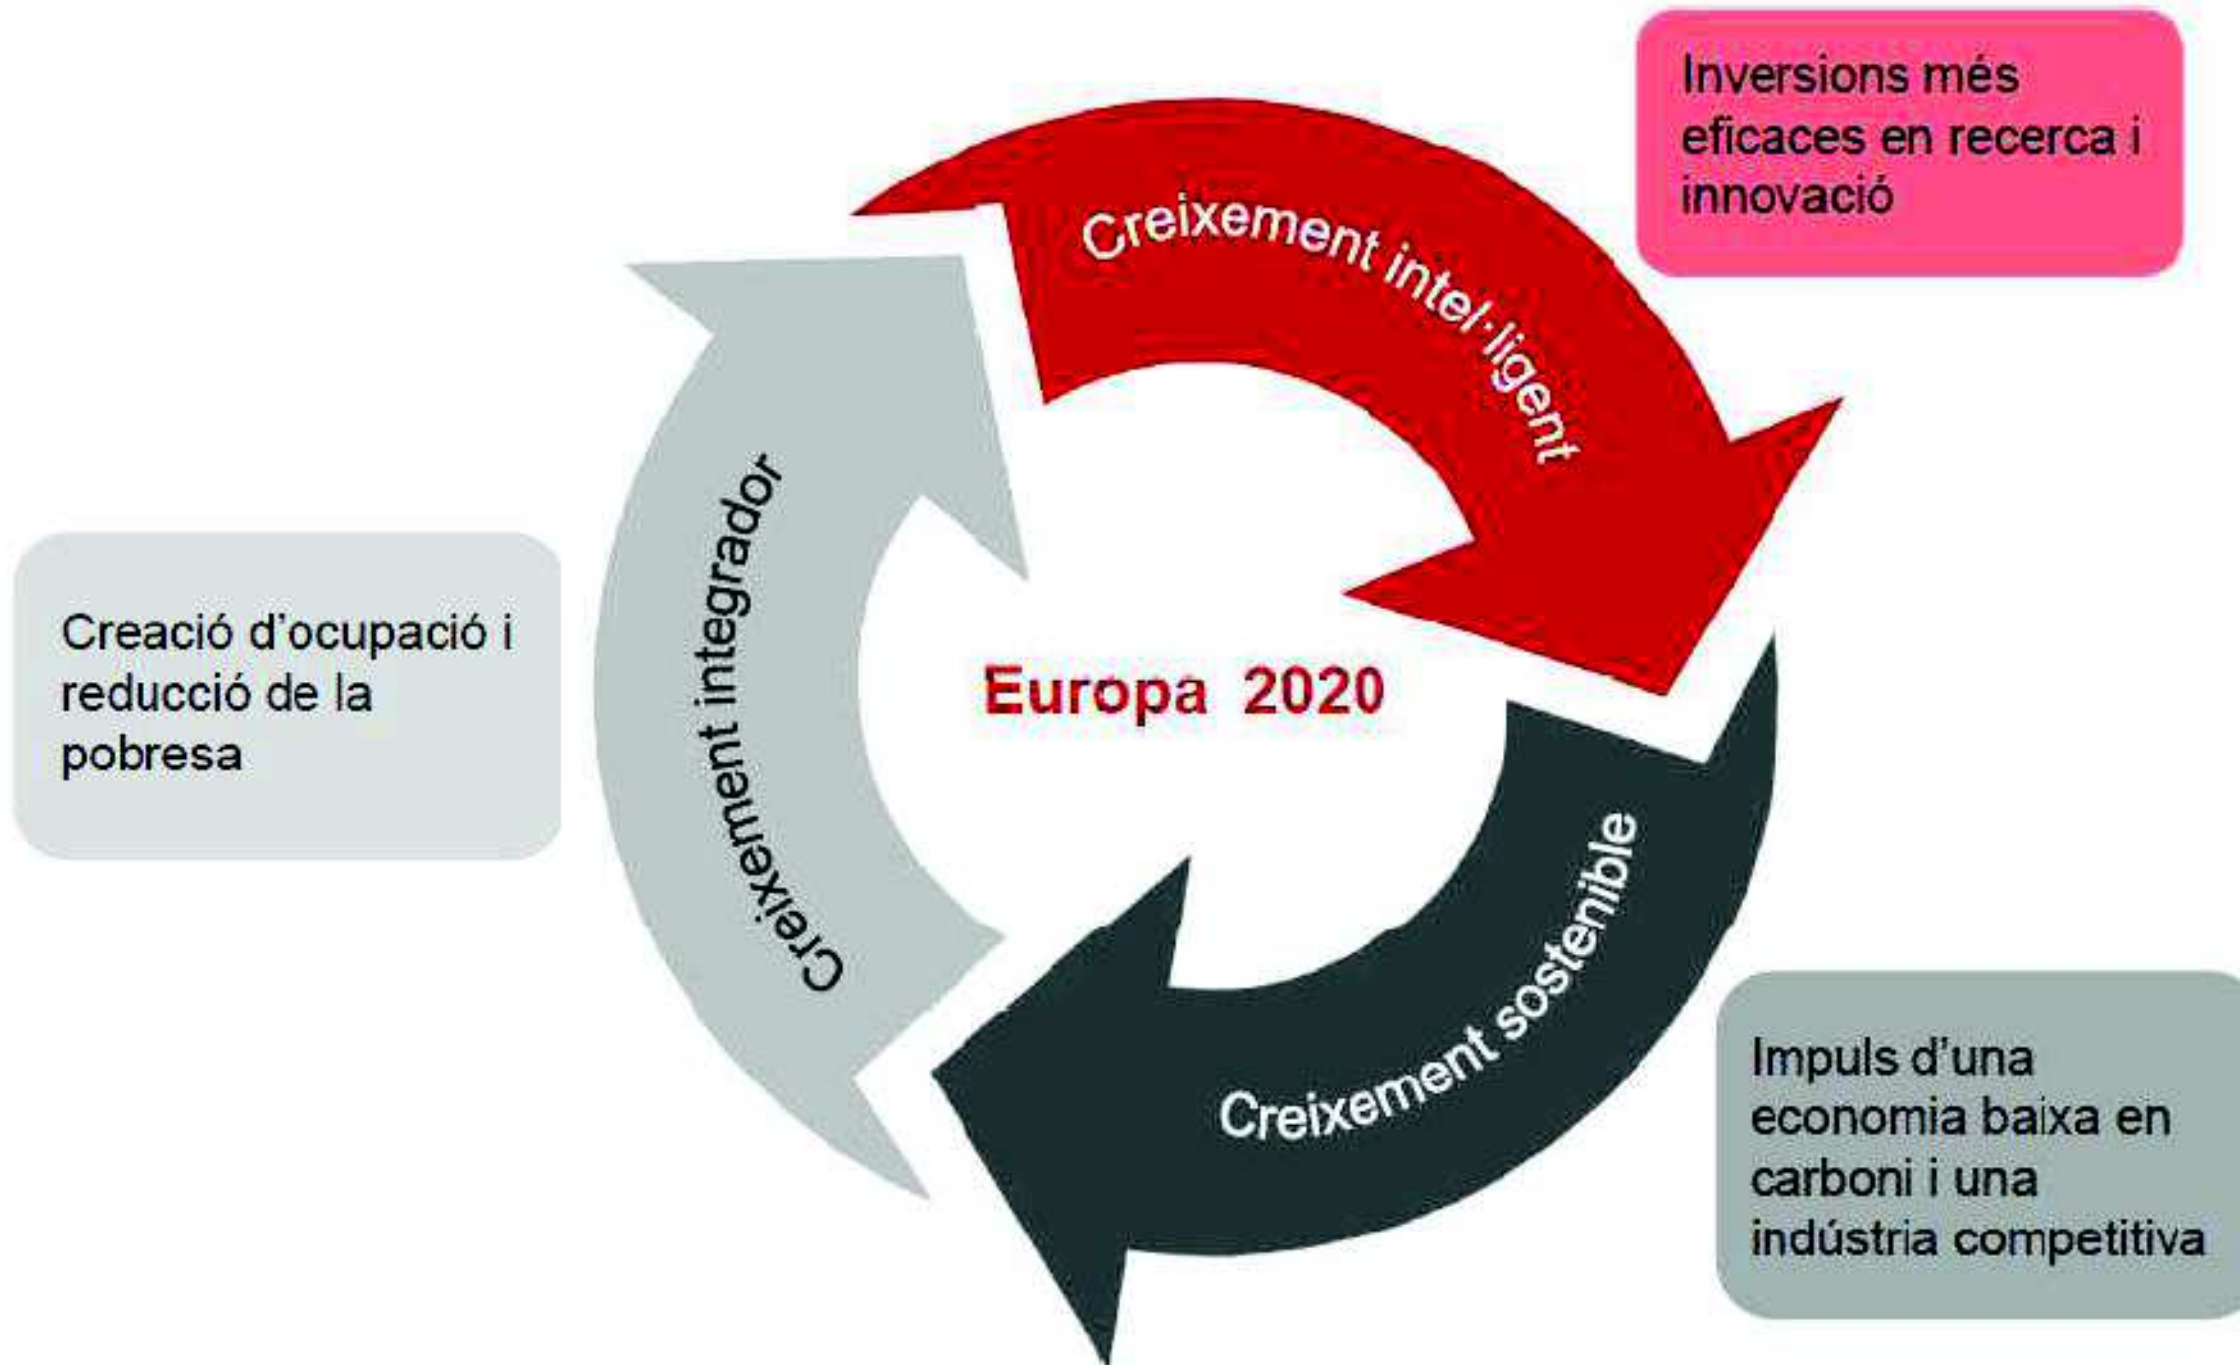 Inversions més
eficaces en recerca i
innovació
Creixement intel·ligent
Creixement integrador
Creació d'ocupació i
reducció de la
pobresa
Europa 2020
Creixement sostenible
Impuls d'una
economia baixa en
carboni i una
indústria competitiva